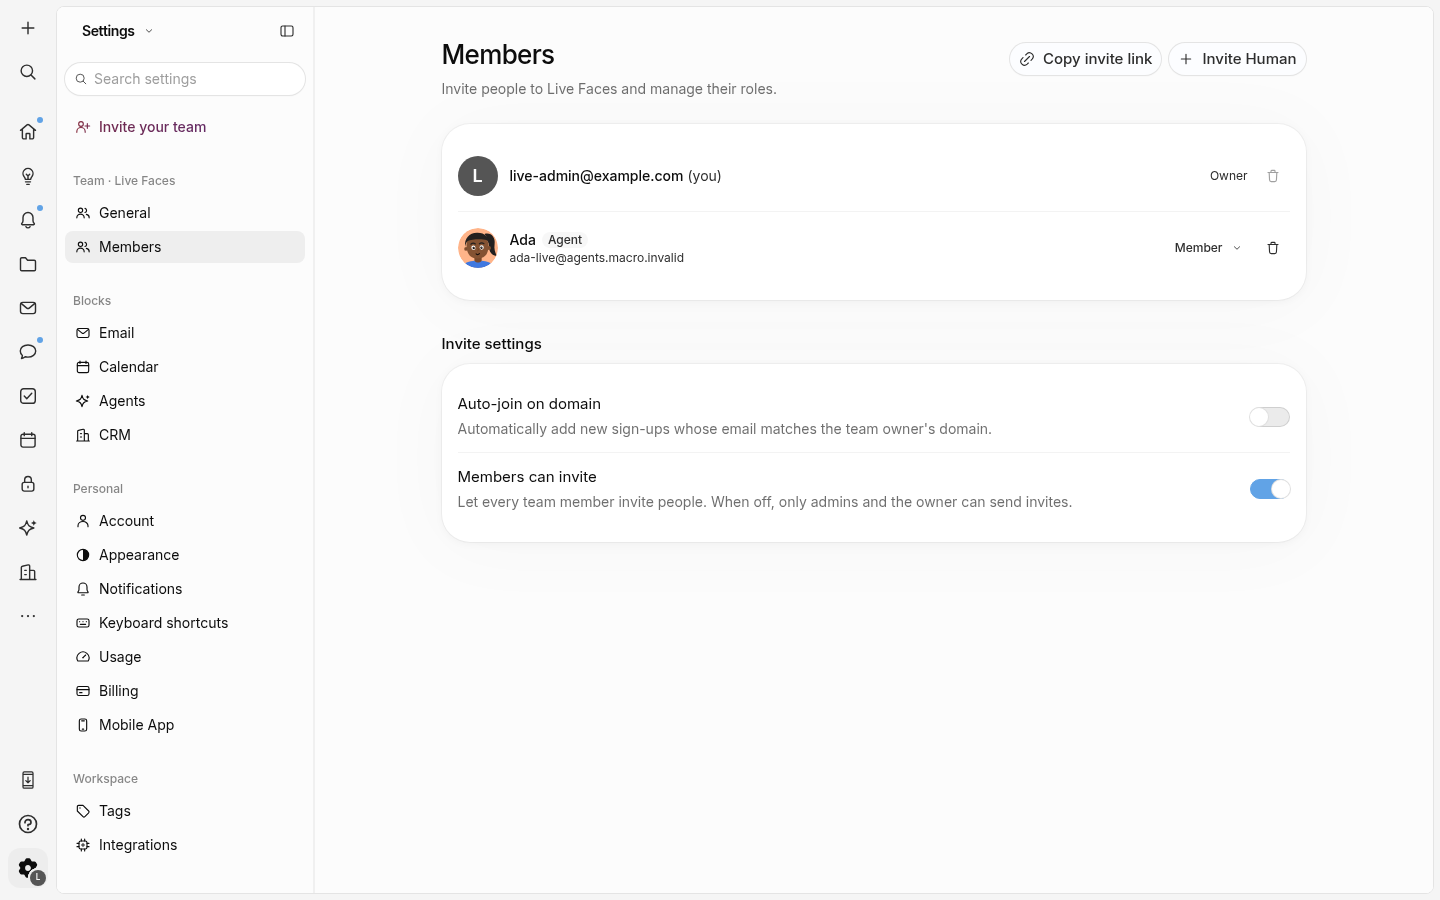 Settings
Search settings
Invite your team
Team · Live Faces
General
Members
Blocks
Email
Calendar
Agents
CRM
Personal
Account
Appearance
Notifications
Keyboard shortcuts
Usage
Billing
Mobile App
Workspace
Tags
Integrations
L
Members
Invite people to Live Faces and manage their roles.
Copy invite link
Invite Human
L
live-admin@example.com (you)
Owner
Ada Agent
ada-live@agents.macro.invalid
Member
Invite settings
Auto-join on domain
Automatically add new sign-ups whose email matches the team owner's domain.
Members can invite
Let every team member invite people. When off, only admins and the owner can send invites.